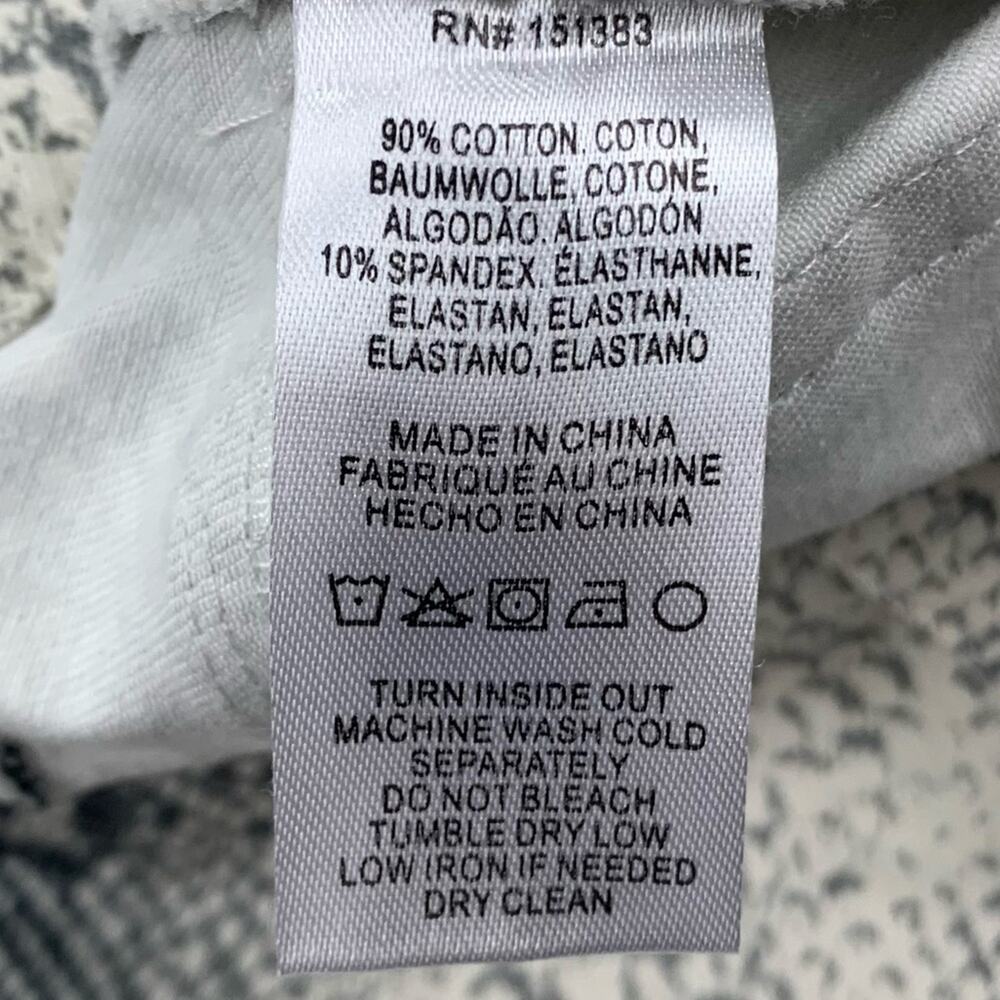 RN# 151383
90% COTTON, COTON,
BAUMWOLLE, COTONE,
ALGODÃO, ALGODÓN
10% SPANDEX, ÉLASTHANNE,
ELASTAN, ELASTAN,
ELASTANO, ELASTANO
MADE IN CHINA
FABRIQUÉ AU CHINE
HECHO EN CHINA
TURN INSIDE OUT
MACHINE WASH COLD
SEPARATELY
DO NOT BLEACH
TUMBLE DRY LOW
LOW IRON IF NEEDED
DRY CLEAN